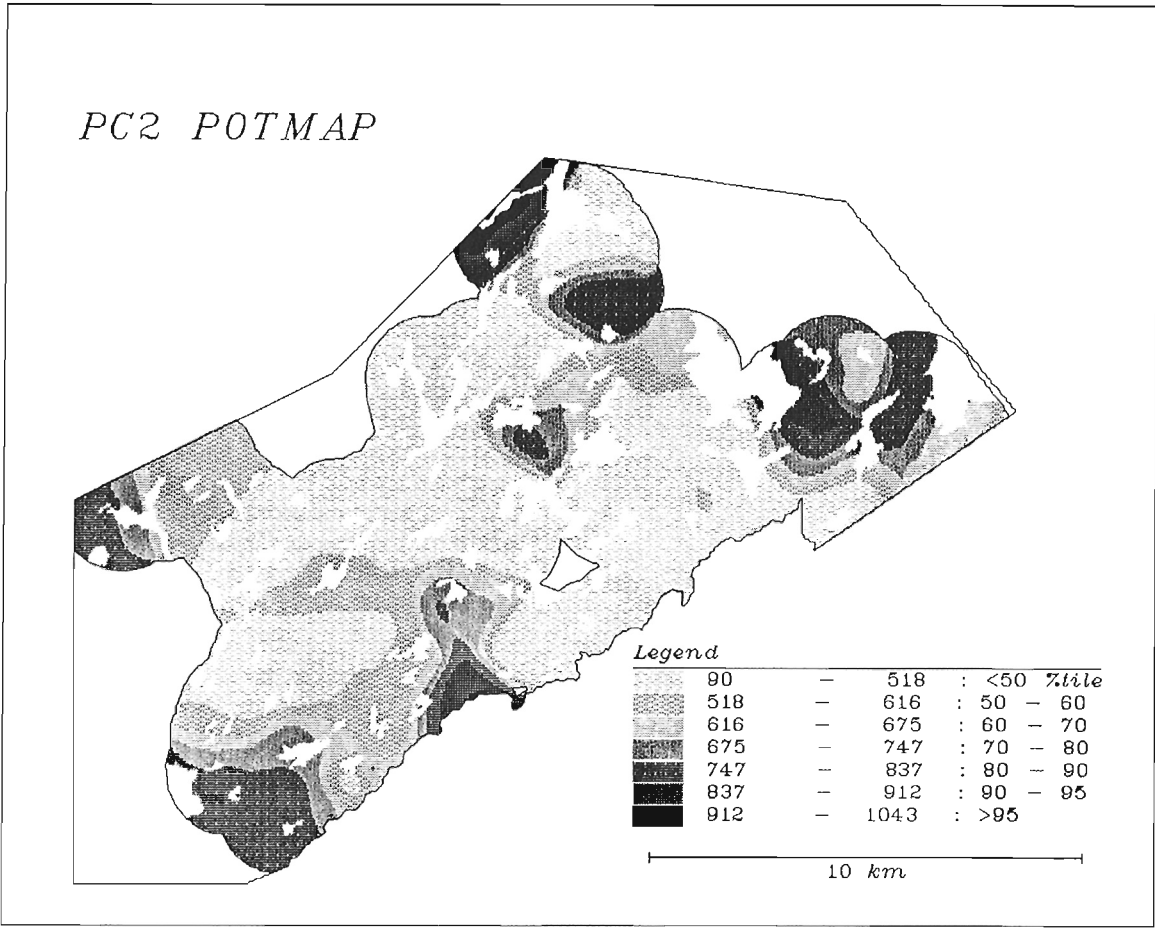 PC2 POTMAP
Legend
90 – 518 : <50 %tile
518 – 616 : 50 – 60
616 – 675 : 60 – 70
675 – 747 : 70 – 80
747 – 837 : 80 – 90
837 – 912 : 90 – 95
912 – 1043 : >95
10 km